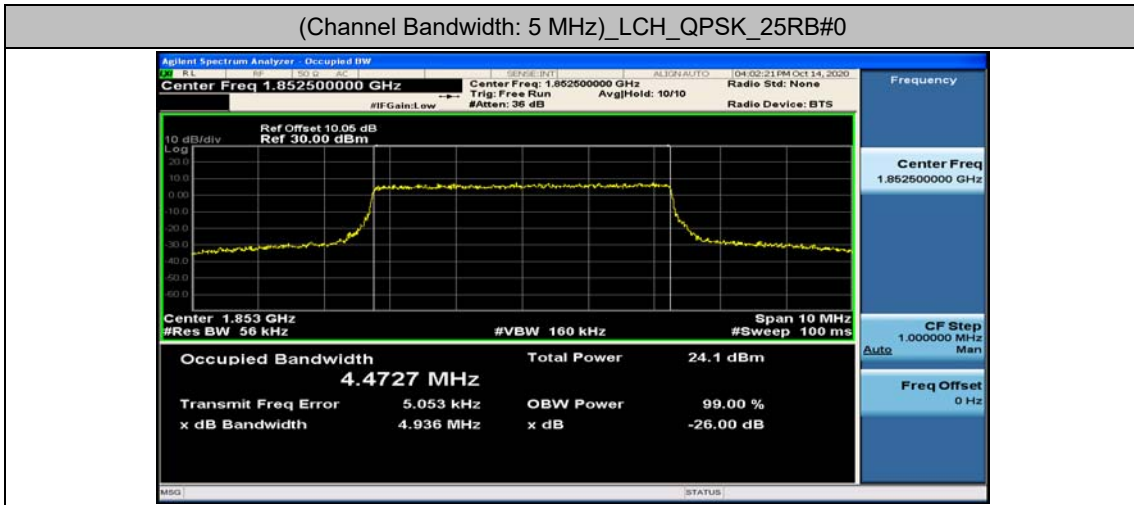 (Channel Bandwidth: 5 MHz)_LCH_QPSK_25RB#0
Agilent Spectrum Analyzer - Occupied BW
LXI RL RF 50 Ω AC SENSE:INT ALIGN AUTO 04:02:21 PM Oct 14, 2020
Center Freq 1.852500000 GHz
Center Freq: 1.852500000 GHz
Radio Std: None
Trig: Free Run Avg|Hold: 10/10
#IFGain:Low #Atten: 36 dB
Radio Device: BTS
Ref Offset 10.05 dB
10 dB/div Ref 30.00 dBm
Log
20.0
10.0
0.00
-10.0
-20.0
-30.0
-40.0
-50.0
-60.0
Center 1.853 GHz Span 10 MHz
#Res BW 56 kHz #VBW 160 kHz #Sweep 100 ms
Occupied Bandwidth Total Power 24.1 dBm
4.4727 MHz
Transmit Freq Error 5.053 kHz OBW Power 99.00 %
x dB Bandwidth 4.936 MHz x dB -26.00 dB
Frequency
Center Freq
1.852500000 GHz
CF Step
1.000000 MHz
Auto Man
Freq Offset
0 Hz
MSG STATUS